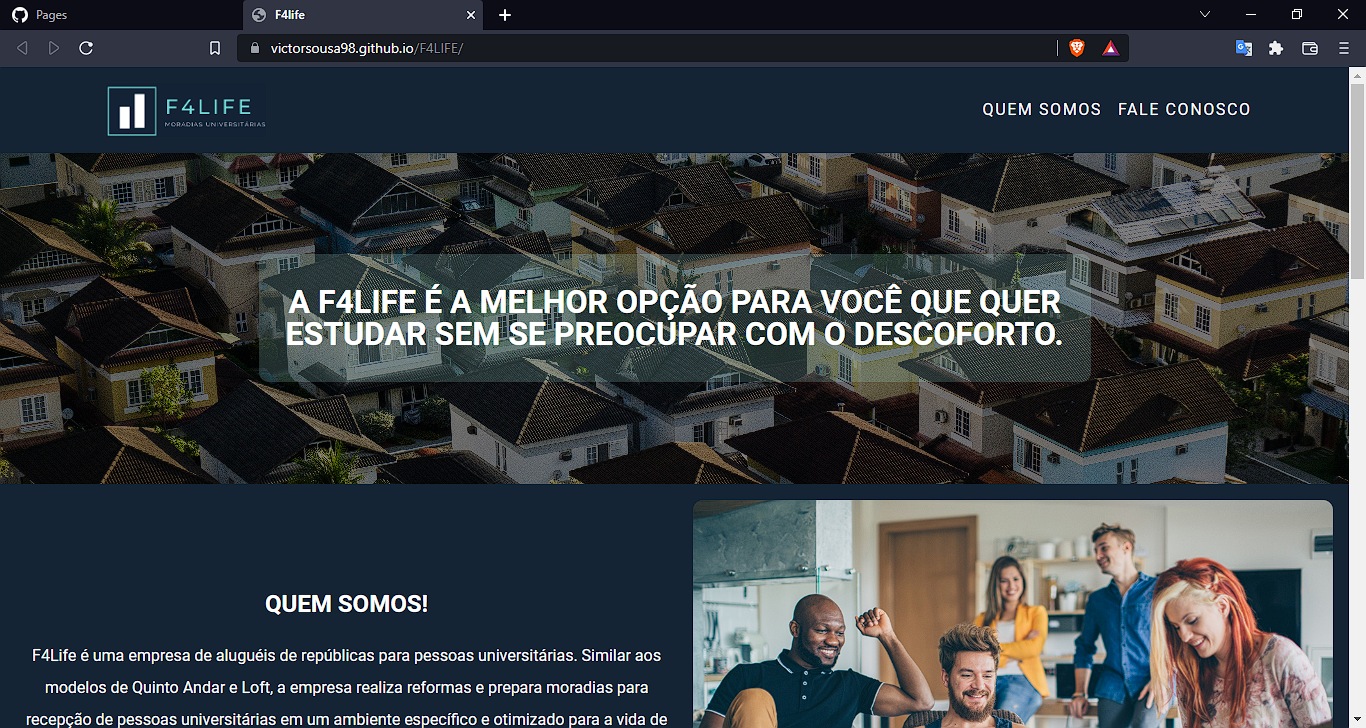 Pages
F4life
victorsousa98.github.io/F4LIFE/
F4LIFE
MORADIAS UNIVERSITÁRIAS
QUEM SOMOS
FALE CONOSCO
A F4LIFE É A MELHOR OPÇÃO PARA VOCÊ QUE QUER
ESTUDAR SEM SE PREOCUPAR COM O DESCOFORTO.
QUEM SOMOS!
F4Life é uma empresa de aluguéis de repúblicas para pessoas universitárias. Similar aos
modelos de Quinto Andar e Loft, a empresa realiza reformas e prepara moradias para
recepção de pessoas universitárias em um ambiente específico e otimizado para a vida de